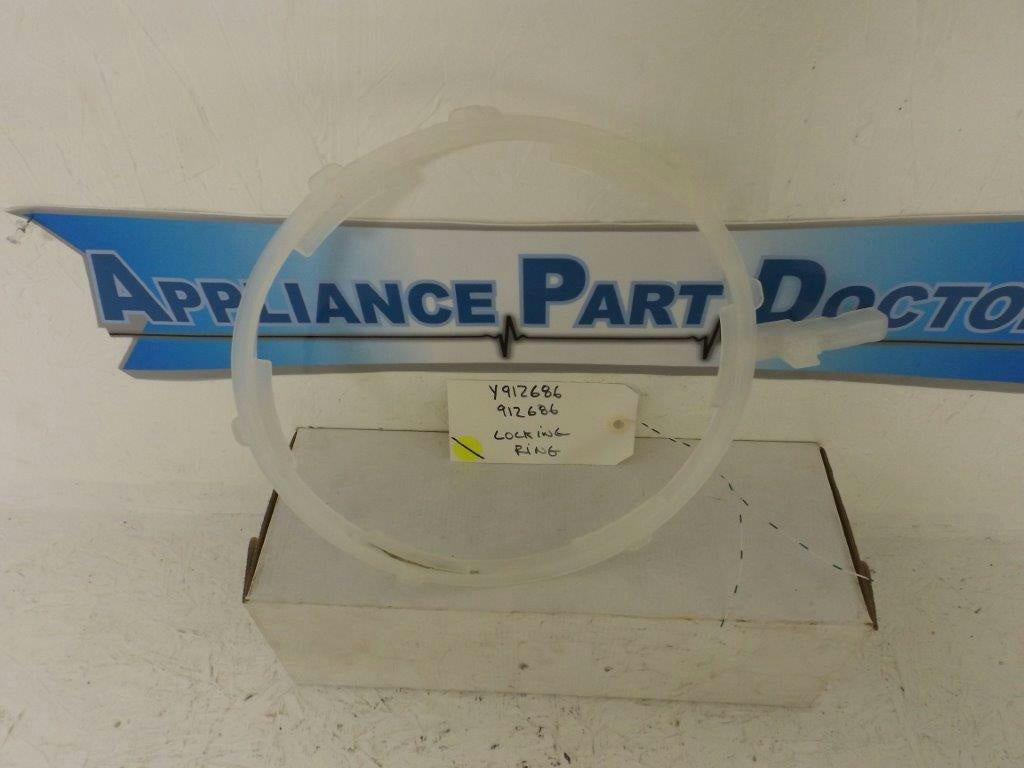 APPLIANCE PART DOCTO
Y912686
912686
LOCKING
RING